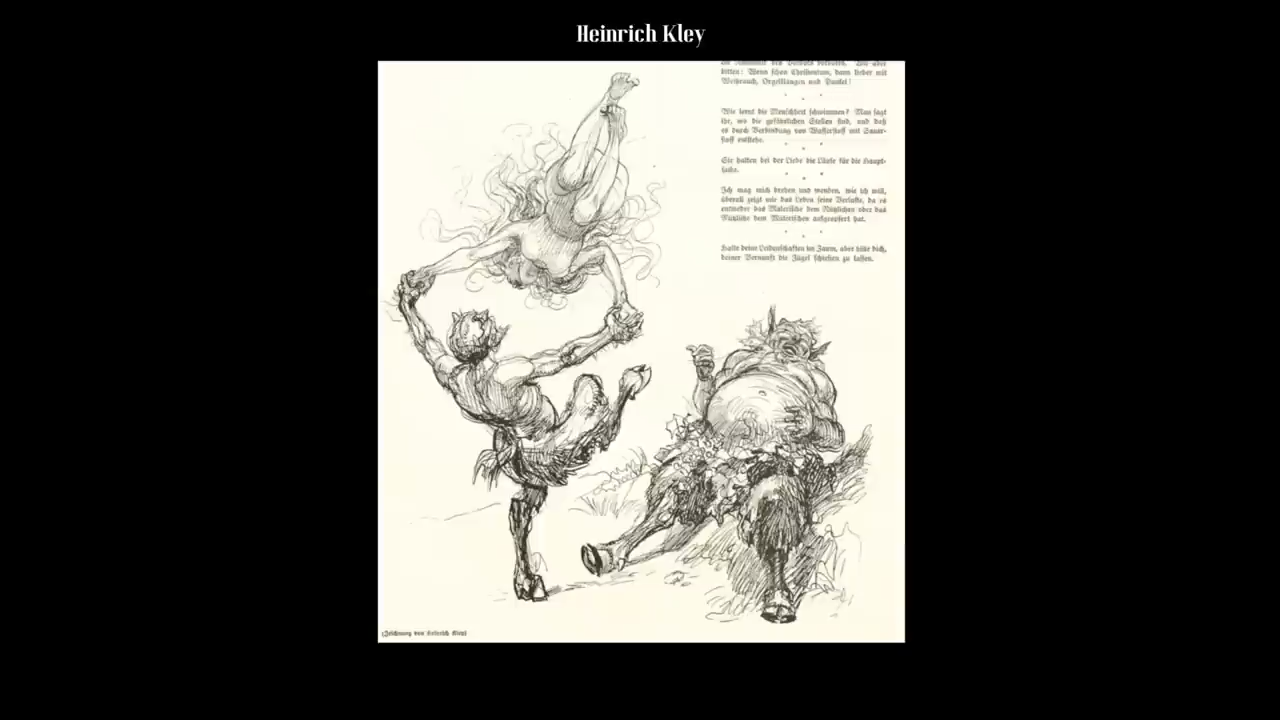 Heinrich Kley
bitten: Wenn schon Christentum, dann lieber mit
Weihrauch, Orgelklängen und Dunkel!
Wie lernt die Menschheit schwimmen? Man sagt
ihr, wo die gefährlichen Stellen sind, und daß
es durch Verbindung von Wasserstoff mit Sauer-
stoff entstehe.
Sie halten bei der Liebe die Läufe für die Haupt-
sache.
Ich mag mich drehen und wenden, wie ich will,
überall zeigt mir das Leben seine Verluste, da es
entweder das Malerische dem Nützlichen oder das
Nützliche dem Malerischen aufgeopfert hat.
Halte deine Leidenschaften im Zaum, aber hüte dich,
deiner Vernunft die Zügel schießen zu lassen.
(Zeichnung von Heinrich Kley)